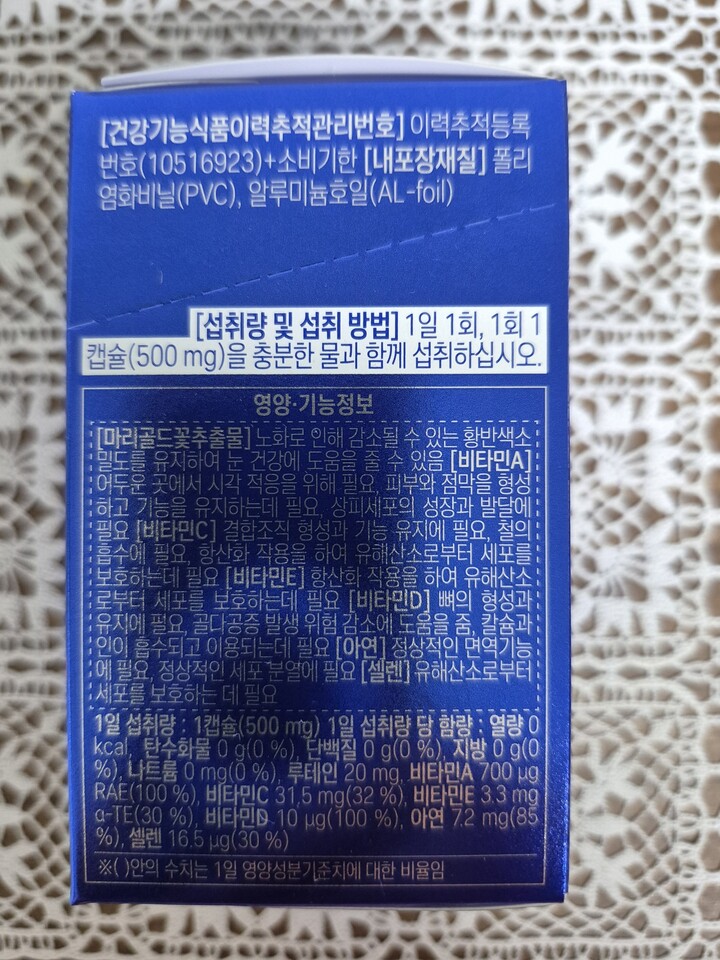 [건강기능식품이력추적관리번호] 이력추적등록
번호(10516923)+소비기한 [내포장재질] 폴리
염화비닐(PVC), 알루미늄호일(AL-foil)
[섭취량 및 섭취 방법] 1일 1회, 1회 1
캡슐(500 mg)을 충분한 물과 함께 섭취하십시오.
영양·기능정보
[마리골드꽃추출물] 노화로 인해 감소될 수 있는 황반색소
밀도를 유지하여 눈 건강에 도움을 줄 수 있음 [비타민A]
어두운 곳에서 시각 적응을 위해 필요, 피부와 점막을 형성
하고 기능을 유지하는데 필요, 상피세포의 성장과 발달에
필요 [비타민C] 결합조직 형성과 기능 유지에 필요, 철의
흡수에 필요, 항산화 작용을 하여 유해산소로부터 세포를
보호하는데 필요 [비타민E] 항산화 작용을 하여 유해산소
로부터 세포를 보호하는데 필요 [비타민D] 뼈의 형성과
유지에 필요, 골다공증 발생 위험 감소에 도움을 줌, 칼슘과
인이 흡수되고 이용되는데 필요 [아연] 정상적인 면역기능
에 필요, 정상적인 세포 분열에 필요 [셀렌] 유해산소로부터
세포를 보호하는 데 필요
1일 섭취량 : 1캡슐(500 mg) 1일 섭취량 당 함량 : 열량 0
kcal, 탄수화물 0 g(0 %), 단백질 0 g(0 %), 지방 0 g(0
%), 나트륨 0 mg(0 %), 루테인 20 mg, 비타민A 700 μg
RAE(100 %), 비타민C 31.5 mg(32 %), 비타민E 3.3 mg
α-TE(30 %), 비타민D 10 μg(100 %), 아연 7.2 mg(85
%), 셀렌 16.5 μg(30 %)
※( )안의 수치는 1일 영양성분기준치에 대한 비율임